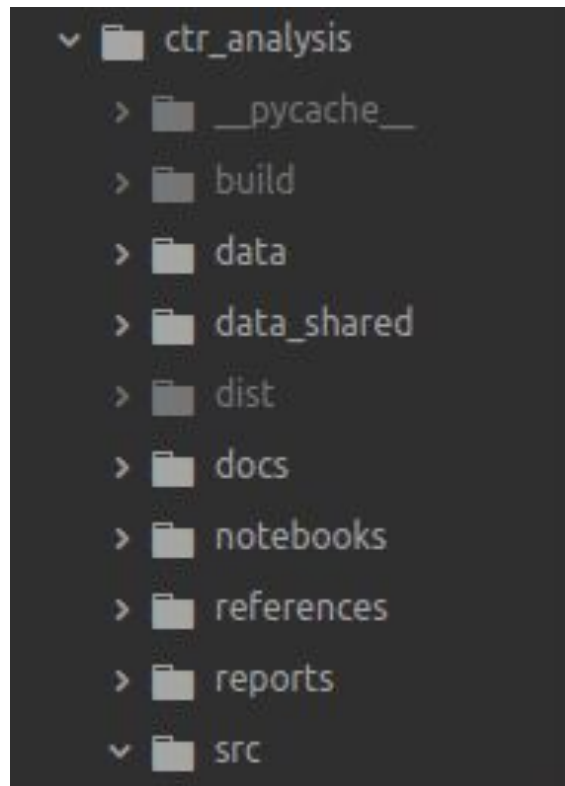 ctr_analysis
__pycache__
build
data
data_shared
dist
docs
notebooks
references
reports
src